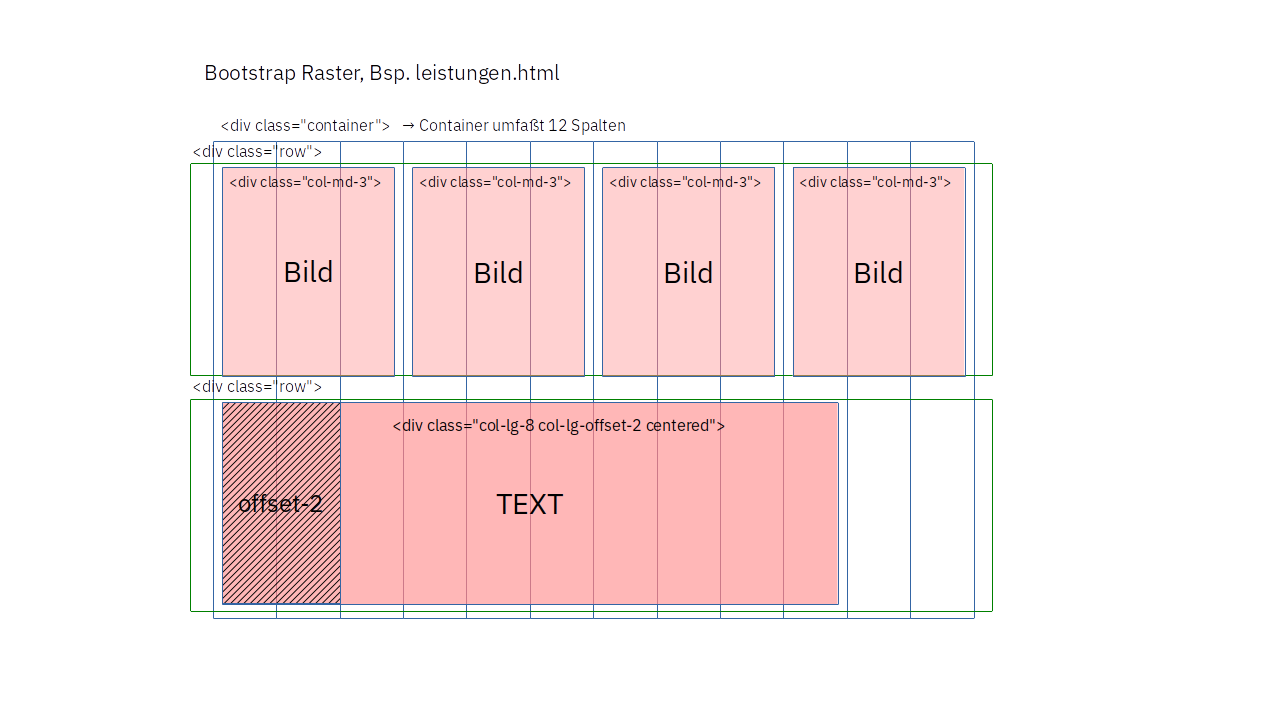 Bootstrap Raster, Bsp. leistungen.html
<div class="container"> → Container umfaßt 12 Spalten
<div class="row">
<div class="col-md-3"> <div class="col-md-3"> <div class="col-md-3"> <div class="col-md-3">
Bild Bild Bild Bild
<div class="row">
<div class="col-lg-8 col-lg-offset-2 centered">
offset-2 TEXT